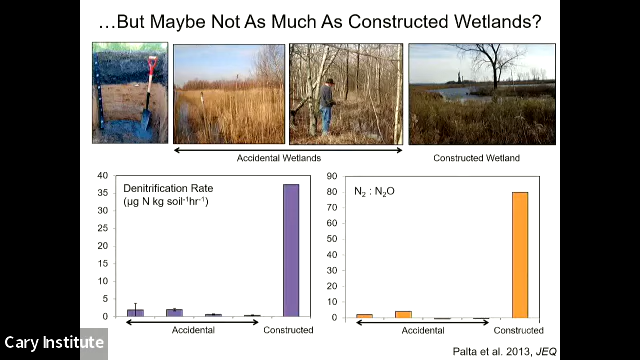 …But Maybe Not As Much As Constructed Wetlands?
Accidental Wetlands
Constructed Wetland
40
35
30
25
20
15
10
5
0
Denitrification Rate
(µg N kg soil⁻¹hr⁻¹)
Accidental
Constructed
90
80
70
60
50
40
30
20
10
0
N₂ : N₂O
Accidental
Constructed
Cary Institute
Palta et al. 2013, JEQ